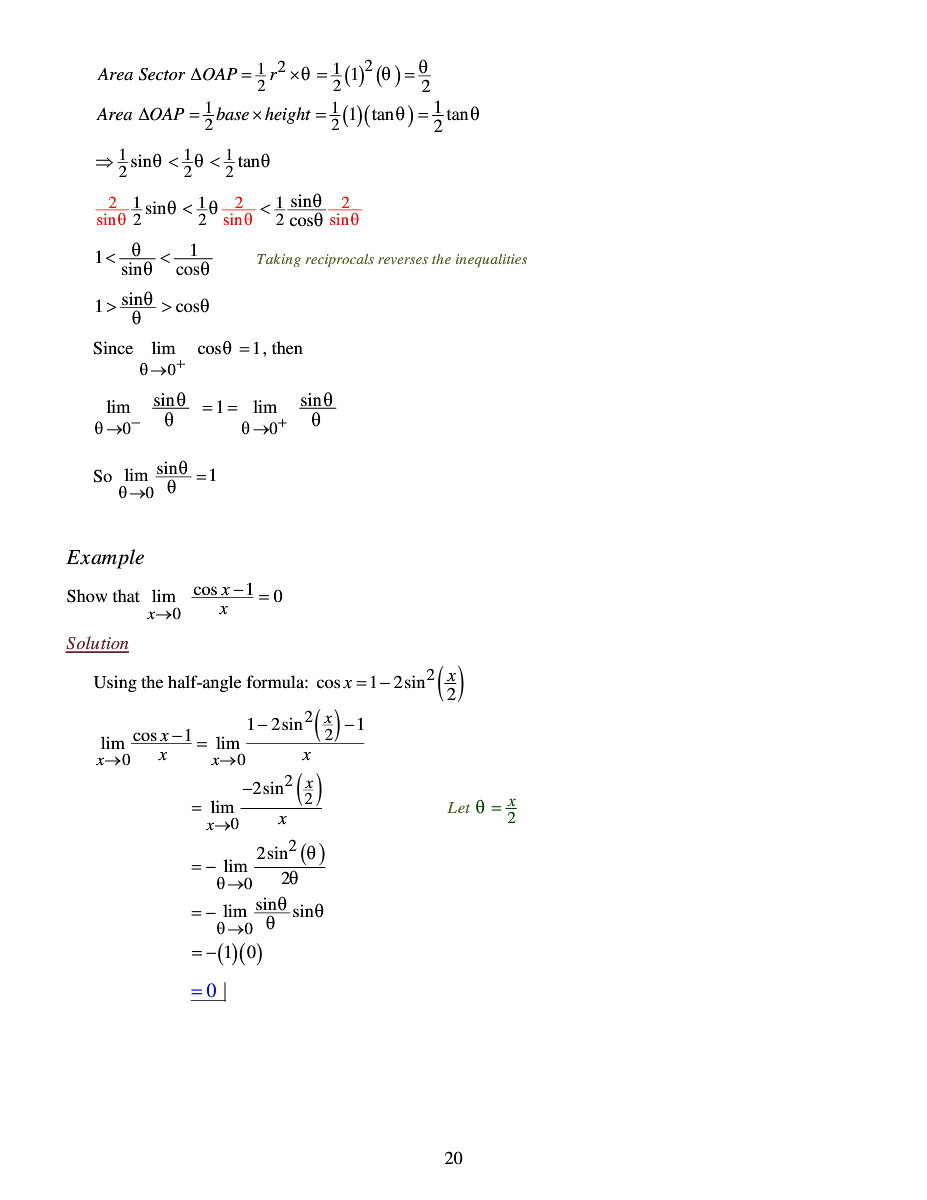 Area Sector ΔOAP = 1/2 r² × θ = 1/2 (1)² (θ) = θ/2
Area ΔOAP = 1/2 base × height = 1/2 (1)(tanθ) = 1/2 tanθ
⇒ 1/2 sinθ < 1/2 θ < 1/2 tanθ
2/sinθ 1/2 sinθ < 1/2 θ 2/sinθ < 1/2 sinθ/cosθ 2/sinθ
1 < θ/sinθ < 1/cosθ Taking reciprocals reverses the inequalities
1 > sinθ/θ > cosθ
Since lim θ→0⁺ cosθ = 1, then
lim θ→0⁻ sinθ/θ = 1 = lim θ→0⁺ sinθ/θ
So lim θ→0 sinθ/θ = 1
Example
Show that lim x→0 (cos x − 1)/x = 0
Solution
Using the half-angle formula: cos x = 1 − 2sin²(x/2)
lim x→0 (cos x − 1)/x = lim x→0 (1 − 2sin²(x/2) − 1)/x
= lim x→0 (−2sin²(x/2))/x Let θ = x/2
= − lim θ→0 (2sin²(θ))/2θ
= − lim θ→0 sinθ/θ sinθ
= −(1)(0)
= 0 |
20